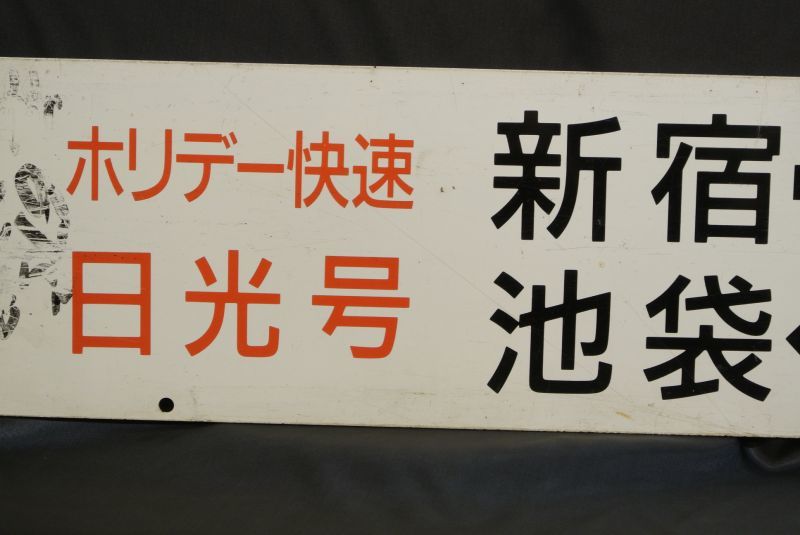 ホリデー快速
日光号
新宿
池袋